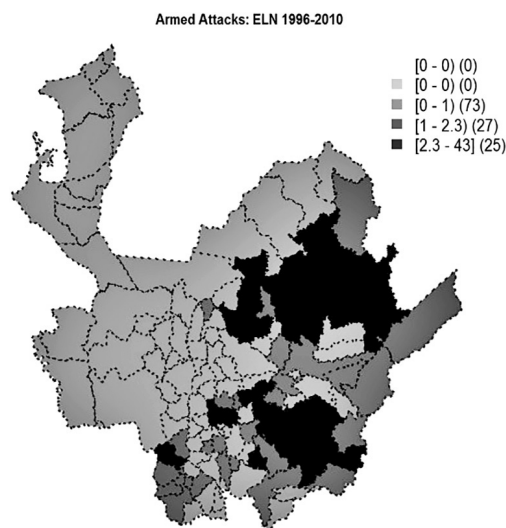 Armed Attacks: ELN 1996-2010
[0 - 0) (0)
[0 - 0) (0)
[0 - 1) (73)
[1 - 2.3) (27)
[2.3 - 43] (25)